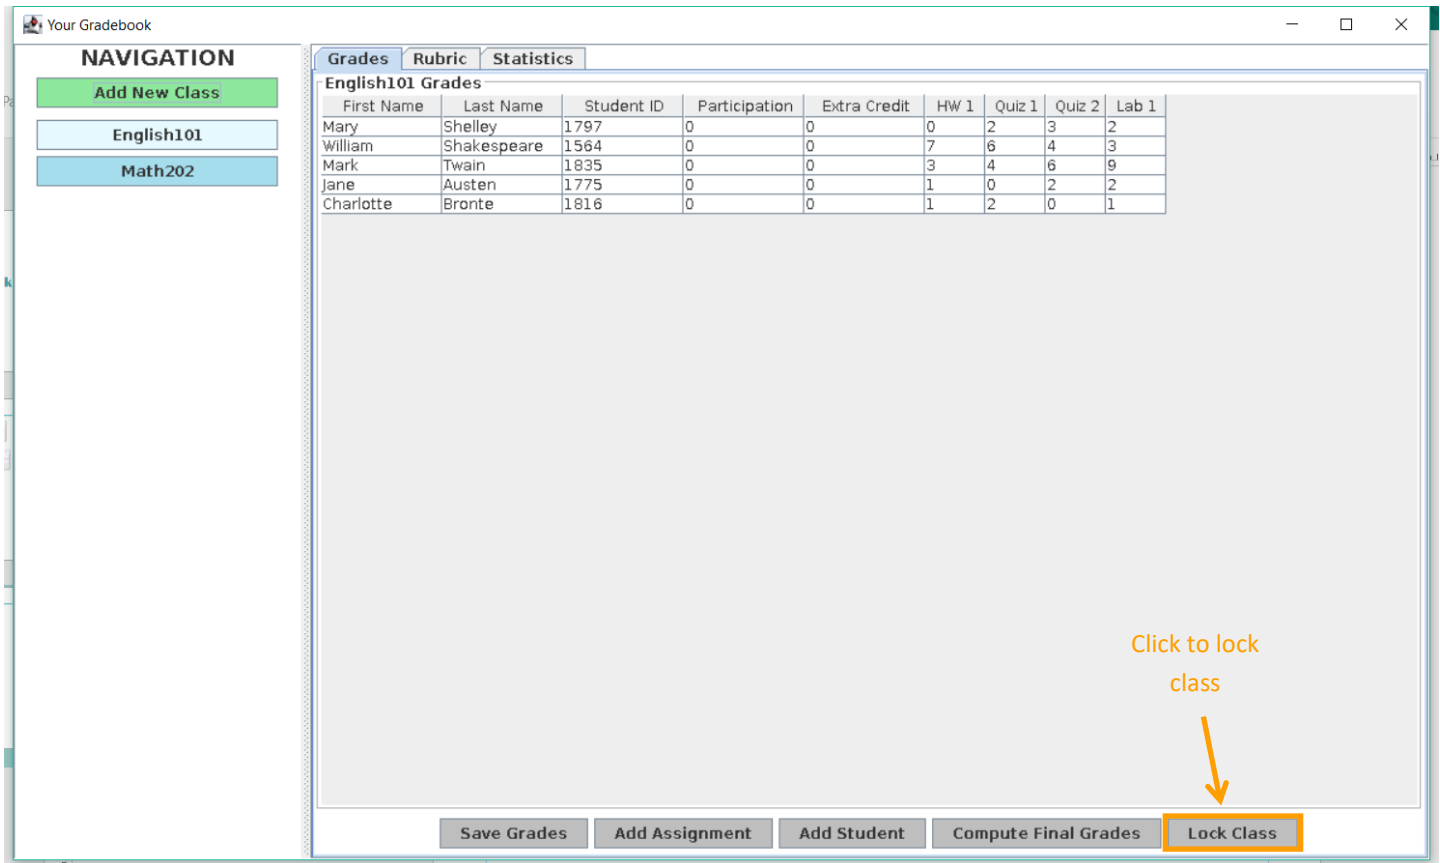 Your Gradebook
NAVIGATION
Add New Class
English101
Math202
Grades Rubric Statistics
English101 Grades
First Name Last Name Student ID Participation Extra Credit HW 1 Quiz 1 Quiz 2 Lab 1
Mary Shelley 1797 0 0 0 2 3 2
William Shakespeare 1564 0 0 7 6 4 3
Mark Twain 1835 0 0 3 4 6 9
Jane Austen 1775 0 0 1 0 2 2
Charlotte Bronte 1816 0 0 1 2 0 1
Click to lock
class
Save Grades Add Assignment Add Student Compute Final Grades Lock Class